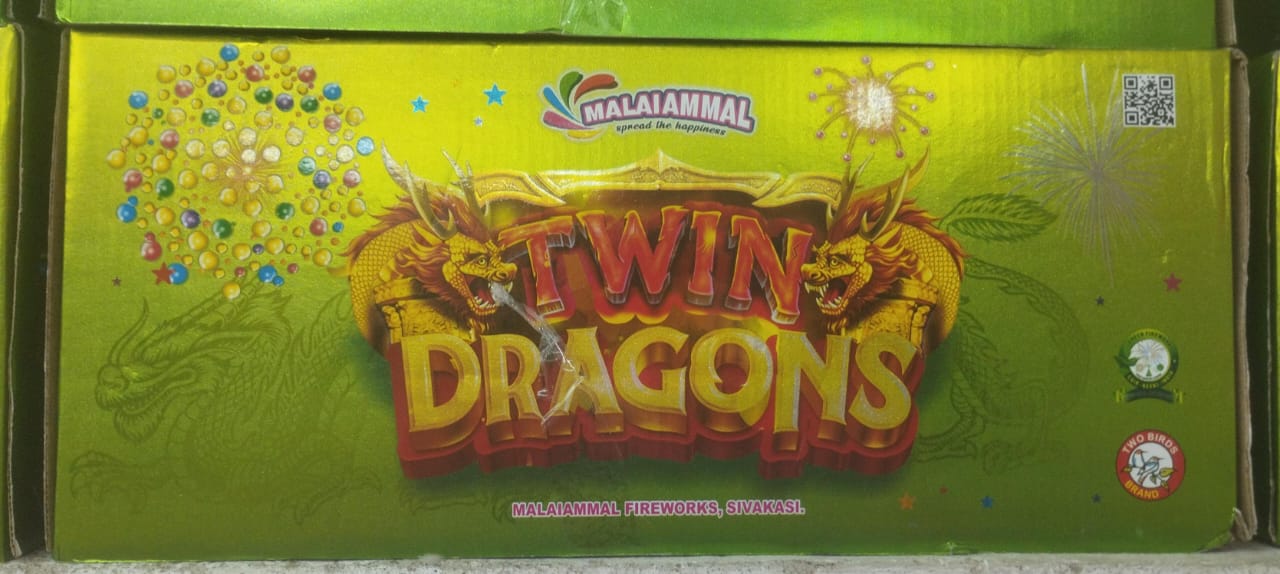 MALAIAMMAL
spread the happiness
TWIN
DRAGONS
TWO BIRDS
BRAND
MALAIAMMAL FIREWORKS, SIVAKASI.